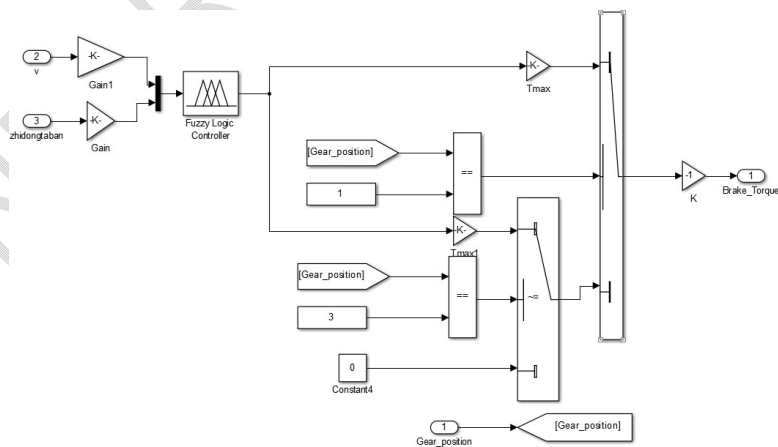 2
v
-K-
Gain1
3
zhidongtaban
-K-
Gain
Fuzzy Logic
Controller
-K-
Tmax
[Gear_position]
==
1
-K-
Tmax1
[Gear_position]
==
3
~=
0
Constant4
-1
K
1
Brake_Torque
1
Gear_position
[Gear_position]